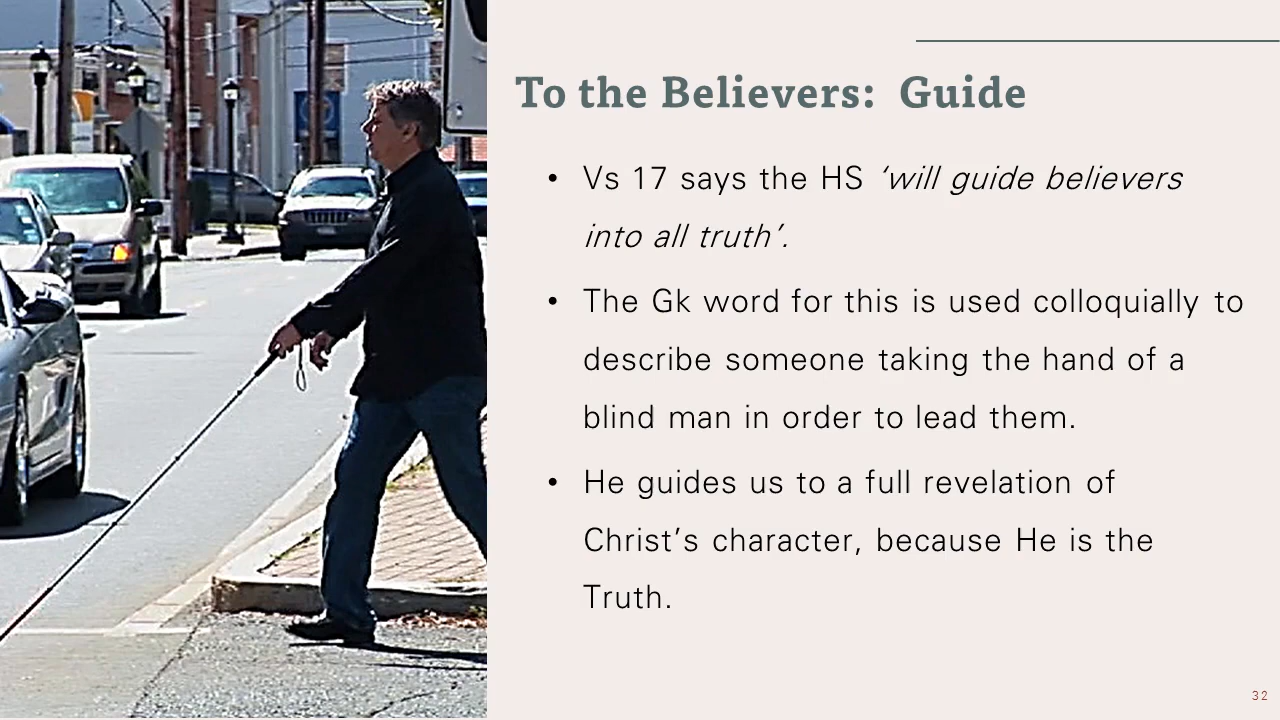 To the Believers:  Guide
• Vs 17 says the HS ‘will guide believers
into all truth’.
• The Gk word for this is used colloquially to
describe someone taking the hand of a
blind man in order to lead them.
• He guides us to a full revelation of
Christ’s character, because He is the
Truth.
32